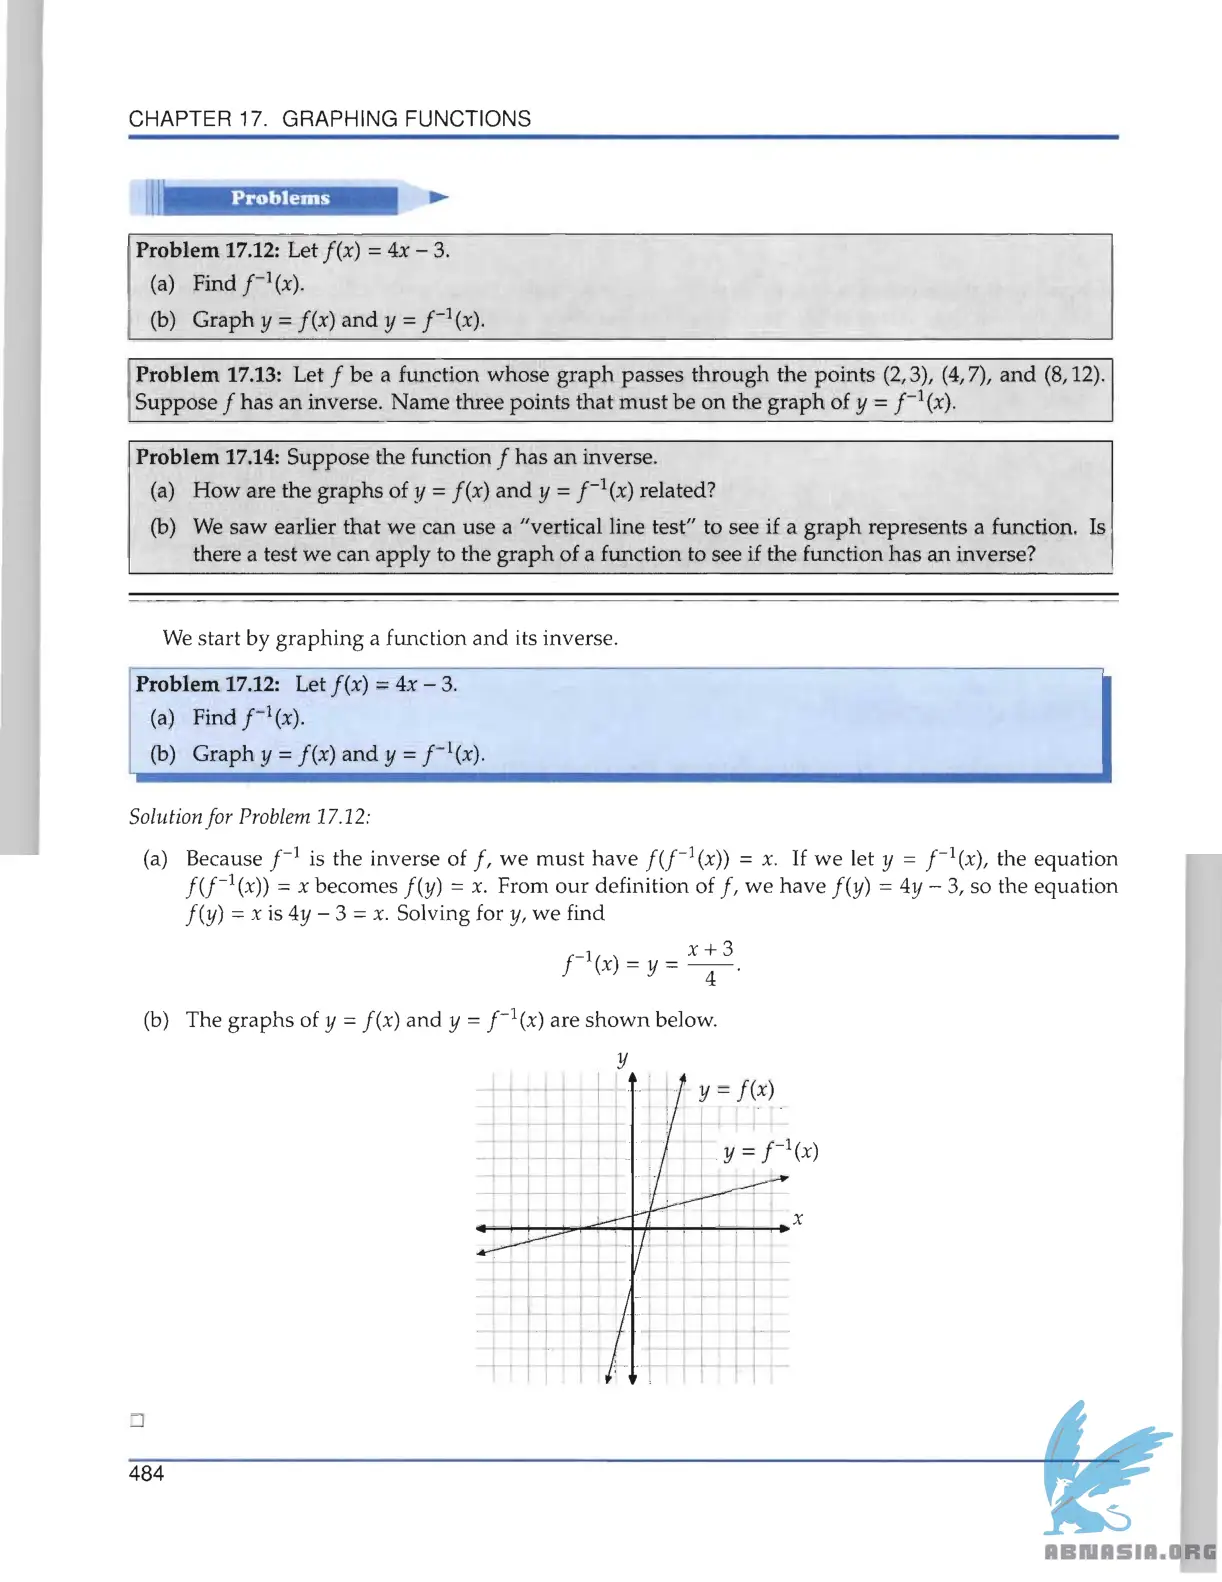 CHAPTER 17. GRAPHING FUNCTIONS
Problems
Problem 17.12: Let f(x) = 4x − 3.
(a) Find f⁻¹(x).
(b) Graph y = f(x) and y = f⁻¹(x).
Problem 17.13: Let f be a function whose graph passes through the points (2,3), (4,7), and (8,12).
Suppose f has an inverse. Name three points that must be on the graph of y = f⁻¹(x).
Problem 17.14: Suppose the function f has an inverse.
(a) How are the graphs of y = f(x) and y = f⁻¹(x) related?
(b) We saw earlier that we can use a "vertical line test" to see if a graph represents a function. Is
there a test we can apply to the graph of a function to see if the function has an inverse?
We start by graphing a function and its inverse.
Problem 17.12: Let f(x) = 4x − 3.
(a) Find f⁻¹(x).
(b) Graph y = f(x) and y = f⁻¹(x).
Solution for Problem 17.12:
(a) Because f⁻¹ is the inverse of f, we must have f(f⁻¹(x)) = x. If we let y = f⁻¹(x), the equation
f(f⁻¹(x)) = x becomes f(y) = x. From our definition of f, we have f(y) = 4y − 3, so the equation
f(y) = x is 4y − 3 = x. Solving for y, we find
f⁻¹(x) = y = (x + 3)/4.
(b) The graphs of y = f(x) and y = f⁻¹(x) are shown below.
y
y = f(x)
y = f⁻¹(x)
x
484
ABNASIA.ORG